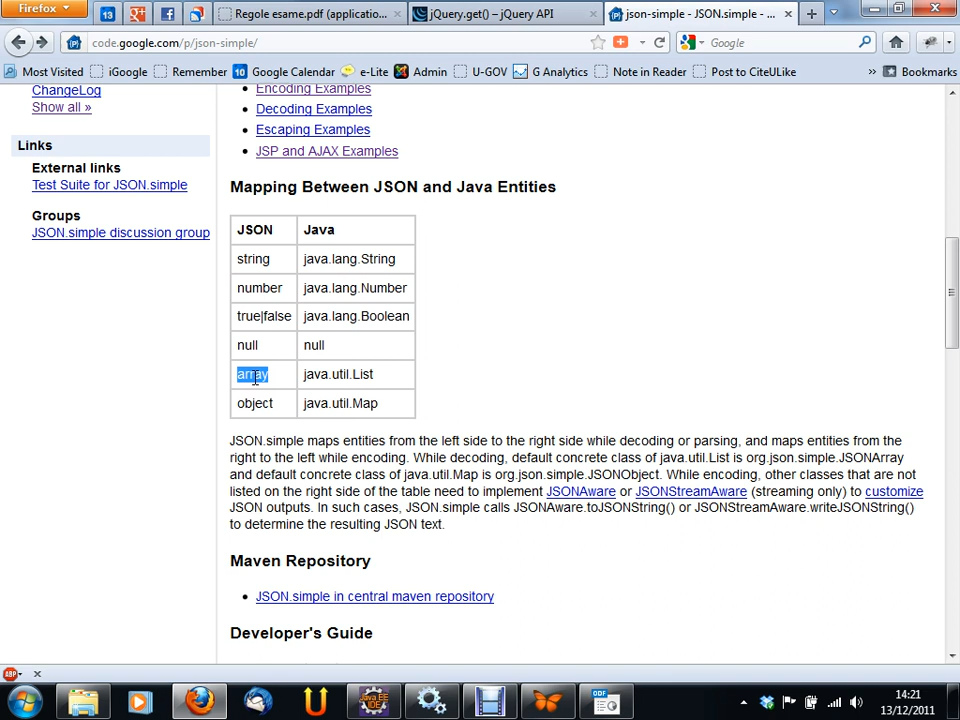 Firefox
13
Regole esame.pdf (applicatio...
jQuery.get() – jQuery API
json-simple - JSON.simple - ...
code.google.com/p/json-simple/
Google
Most Visited
iGoogle
Remember
10 Google Calendar
e-Lite
Admin
U-GOV
G Analytics
Note in Reader
Post to CiteULike
»
Bookmarks
ChangeLog
Show all »
Links
External links
Test Suite for JSON.simple
Groups
JSON.simple discussion group
Encoding Examples
Decoding Examples
Escaping Examples
JSP and AJAX Examples
Mapping Between JSON and Java Entities
JSON Java
string java.lang.String
number java.lang.Number
true|false java.lang.Boolean
null null
array java.util.List
object java.util.Map
JSON.simple maps entities from the left side to the right side while decoding or parsing, and maps entities from the
right to the left while encoding. While decoding, default concrete class of java.util.List is org.json.simple.JSONArray
and default concrete class of java.util.Map is org.json.simple.JSONObject. While encoding, other classes that are not
listed on the right side of the table need to implement JSONAware or JSONStreamAware (streaming only) to customize
JSON outputs. In such cases, JSON.simple calls JSONAware.toJSONString() or JSONStreamAware.writeJSONString()
to determine the resulting JSON text.
Maven Repository
JSON.simple in central maven repository
Developer's Guide
ABP
Java EE
IDE
ODF
14:21
13/12/2011